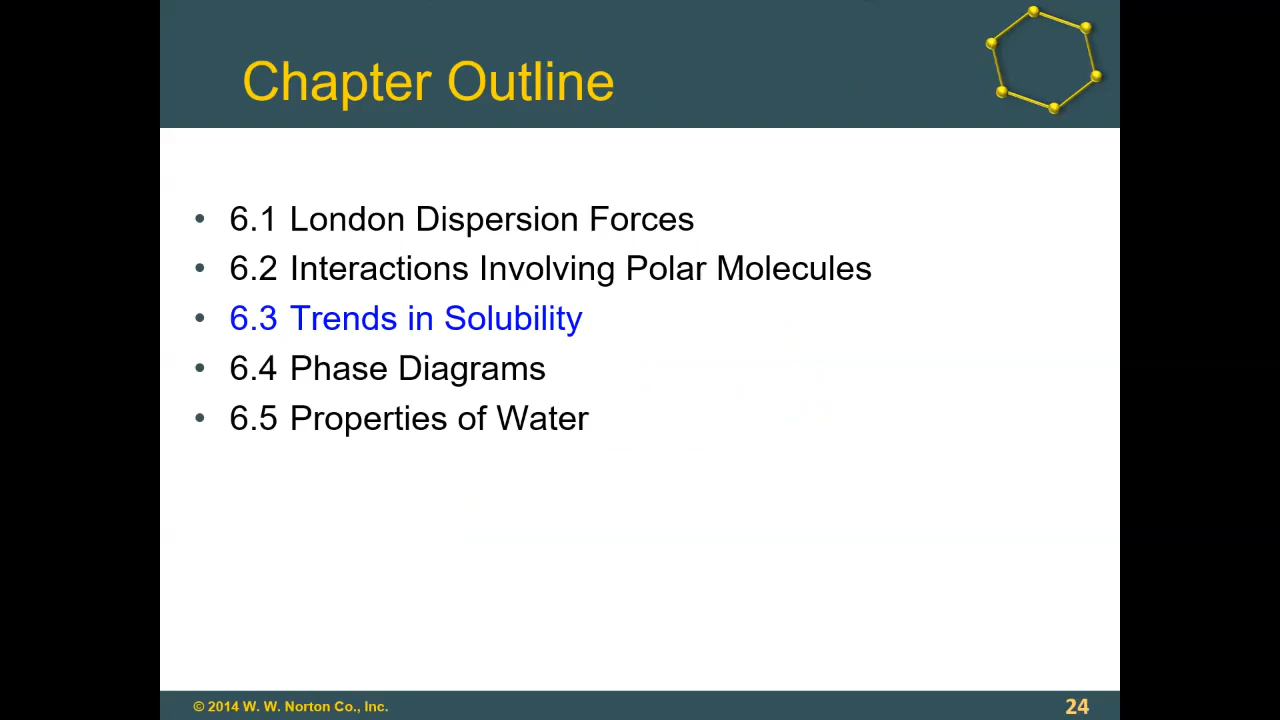 Chapter Outline
• 6.1 London Dispersion Forces
• 6.2 Interactions Involving Polar Molecules
• 6.3 Trends in Solubility
• 6.4 Phase Diagrams
• 6.5 Properties of Water
© 2014 W. W. Norton Co., Inc.
24